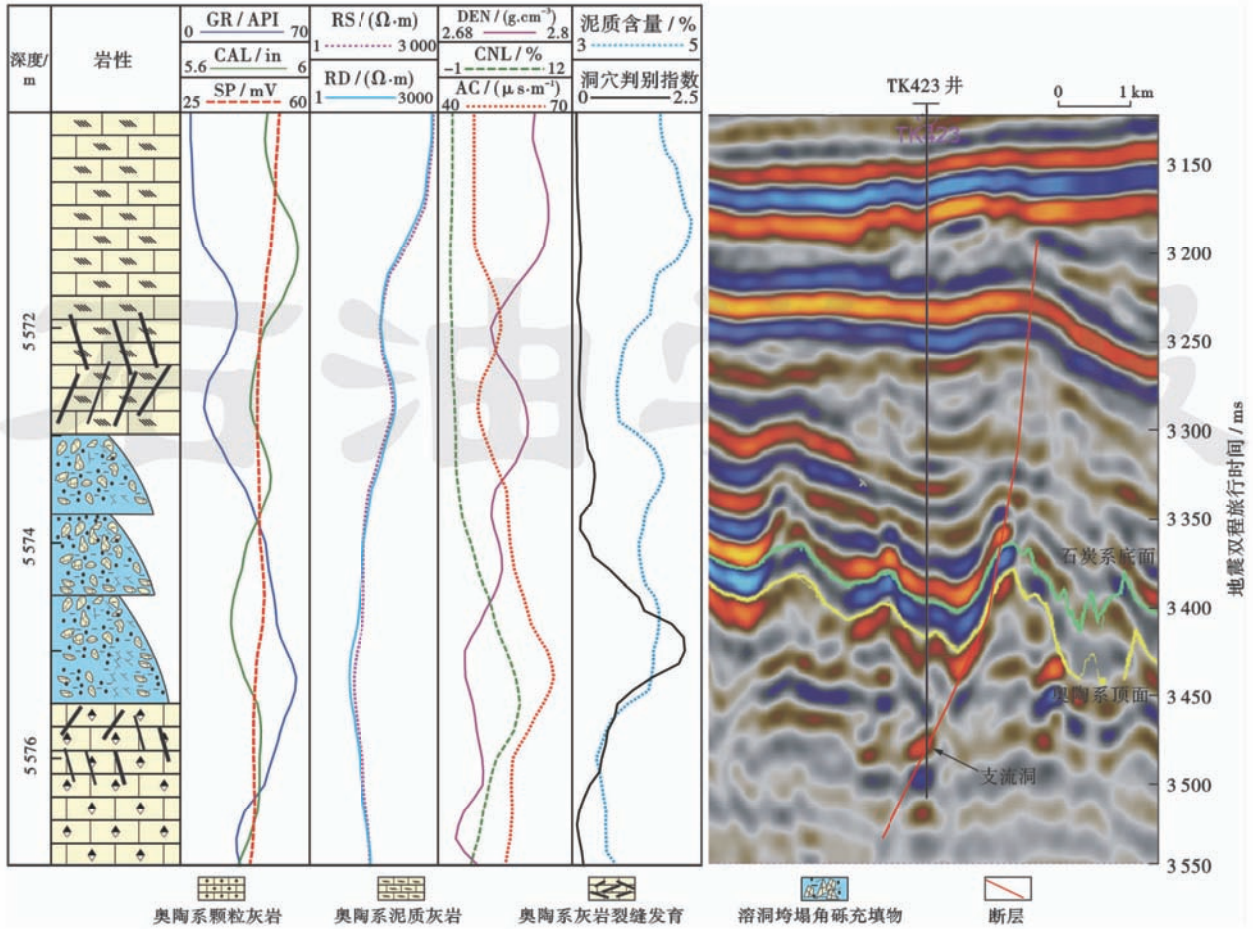 深度/
m
岩性
GR / API
0 70
CAL / in
5.6 6
SP / mV
25 60
RS / (Ω·m)
1 3 000
RD / (Ω·m)
1 3000
DEN / (g.cm⁻³)
2.68 2.8
CNL / %
−1 12
AC / (μ s·m⁻¹)
40 70
泥质含量 / %
3 5
洞穴判别指数
0 2.5
5 572
5 574
5 576
TK423 井
0 1 km
TK423
3 150
3 200
3 250
3 300
3 350
3 400
3 450
3 500
3 550
地震双程旅行时间 / ms
石炭系底面
奥陶系顶面
支流洞
奥陶系颗粒灰岩
奥陶系泥质灰岩
奥陶系灰岩裂缝发育
溶洞垮塌角砾充填物
断层